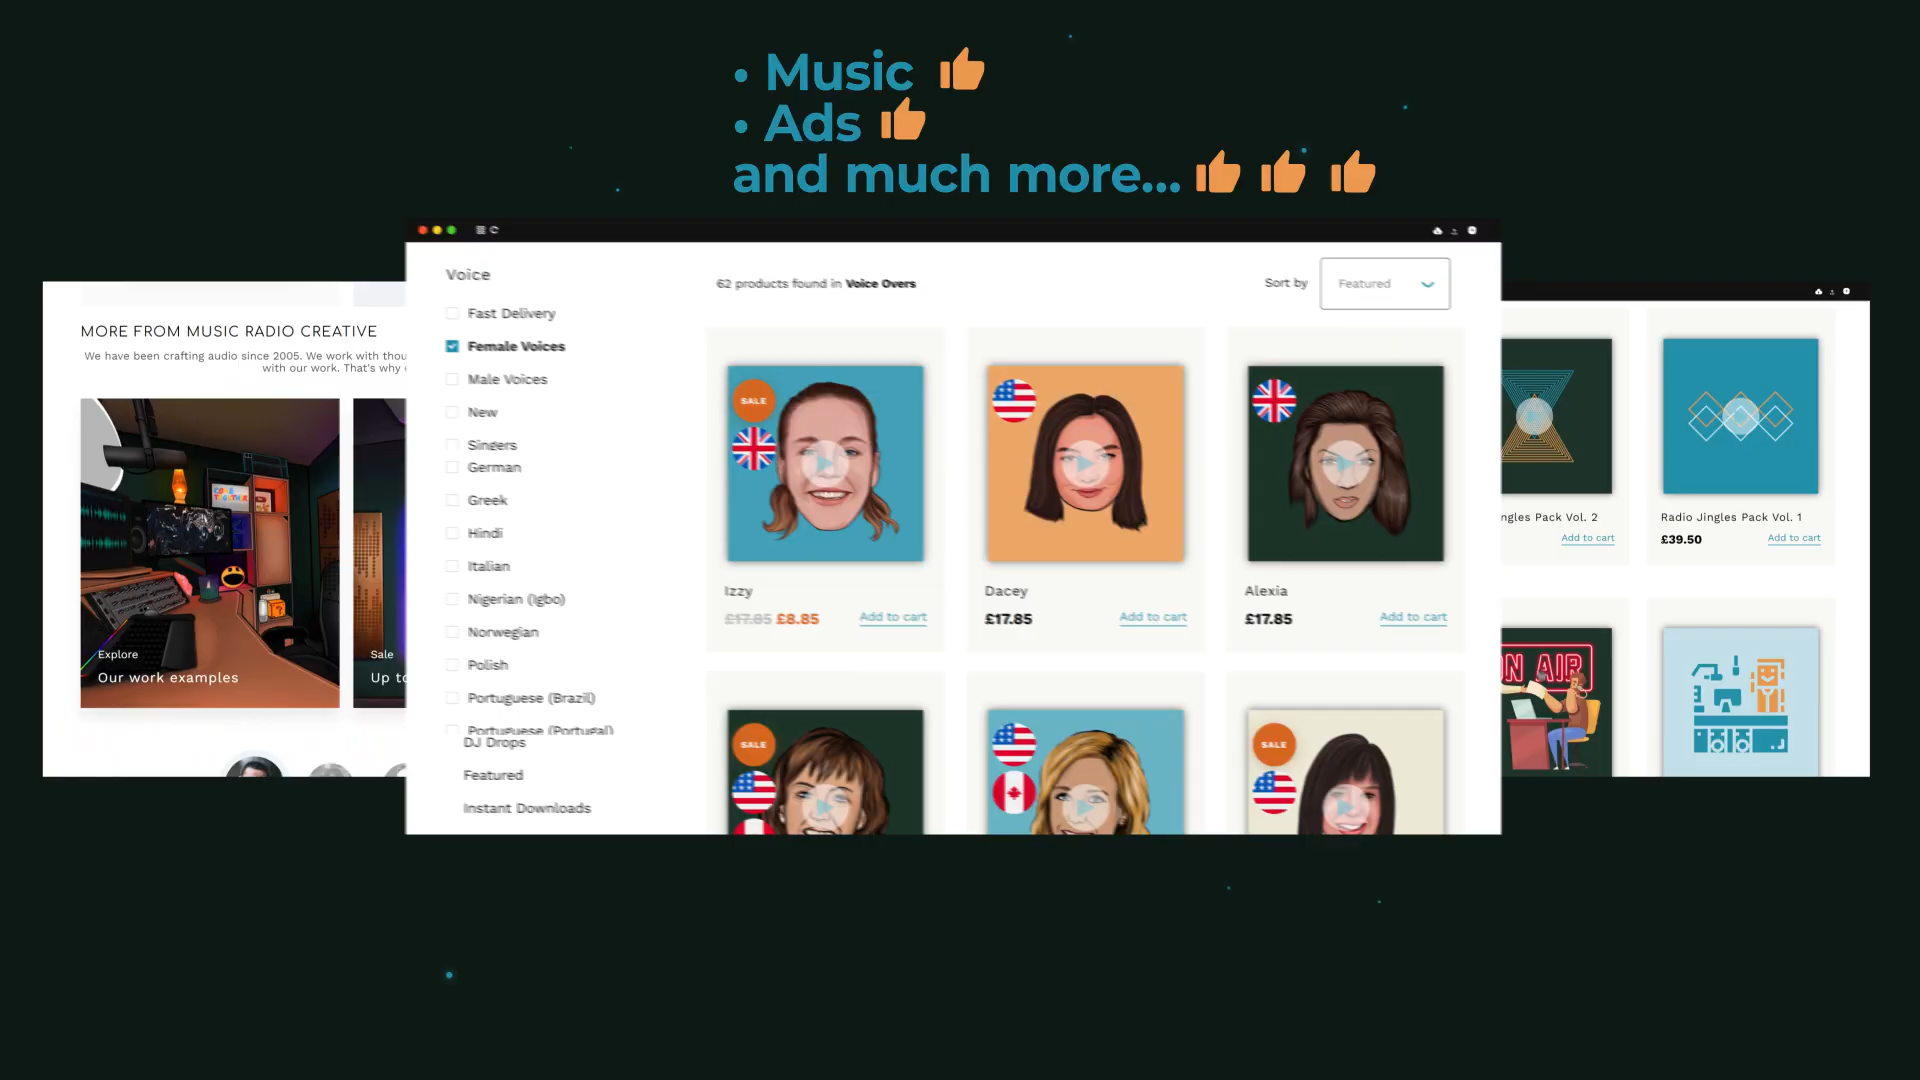 • Music
• Ads
and much more...
MORE FROM MUSIC RADIO CREATIVE
We have been crafting audio since 2005. We work with
with our work. That's why
Explore
Our work examples
Sale
Up
Voice
Fast Delivery
Female Voices
Male Voices
New
Singers
German
Greek
Hindi
Italian
Nigerian (Igbo)
Norwegian
Polish
Portuguese (Brazil)
Portuguese (Portugal)
DJ Drops
Featured
Instant Downloads
62 products found in Voice Overs
Sort by
Featured
SALE
Izzy
£17.85 £8.85 Add to cart
Dacey
£17.85 Add to cart
Alexia
£17.85 Add to cart
SALE
SALE
Pack Vol. 2
Add to cart
Radio Jingles Pack Vol. 1
£39.50 Add to cart
AIR